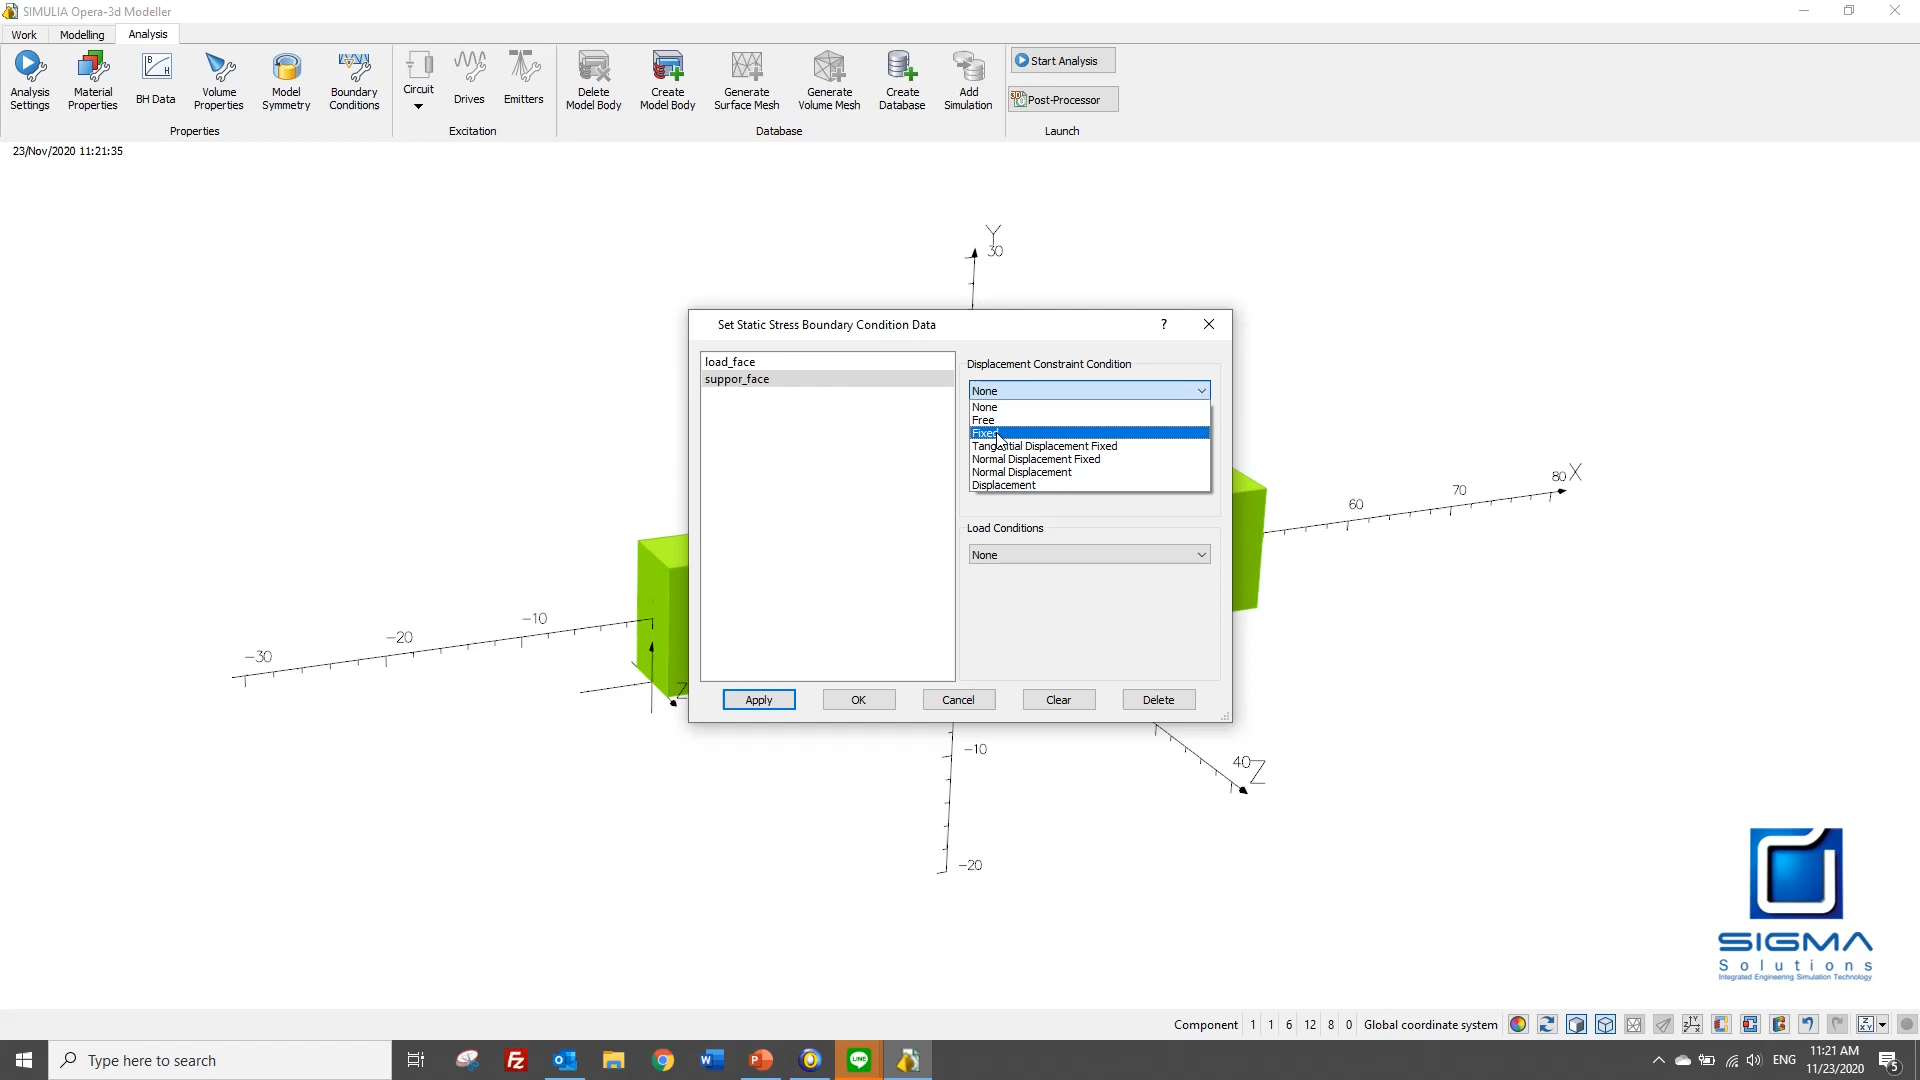 SIMULIA Opera-3d Modeller
Work
Modelling
Analysis
Analysis
Settings
Material
Properties
B
H
BH Data
Volume
Properties
Model
Symmetry
Boundary
Conditions
Circuit
Drives
Emitters
Delete
Model Body
Create
Model Body
Generate
Surface Mesh
Generate
Volume Mesh
Create
Database
Add
Simulation
Start Analysis
Post-Processor
Properties
Excitation
Database
Launch
23/Nov/2020 11:21:35
Y
30
Set Static Stress Boundary Condition Data
?
load_face
suppor_face
Displacement Constraint Condition
None
None
Free
Fixed
Tangential Displacement Fixed
Normal Displacement Fixed
Normal Displacement
Displacement
Load Conditions
None
Apply
OK
Cancel
Clear
Delete
60
70
80
X
-10
-20
-30
Z
-10
40
Z
-20
SIGMA
Solutions
Integrated Engineering Simulation Technology
Component 1 1 6 12 8 0 Global coordinate system
Type here to search
LINE
ENG
11:21 AM
11/23/2020
5